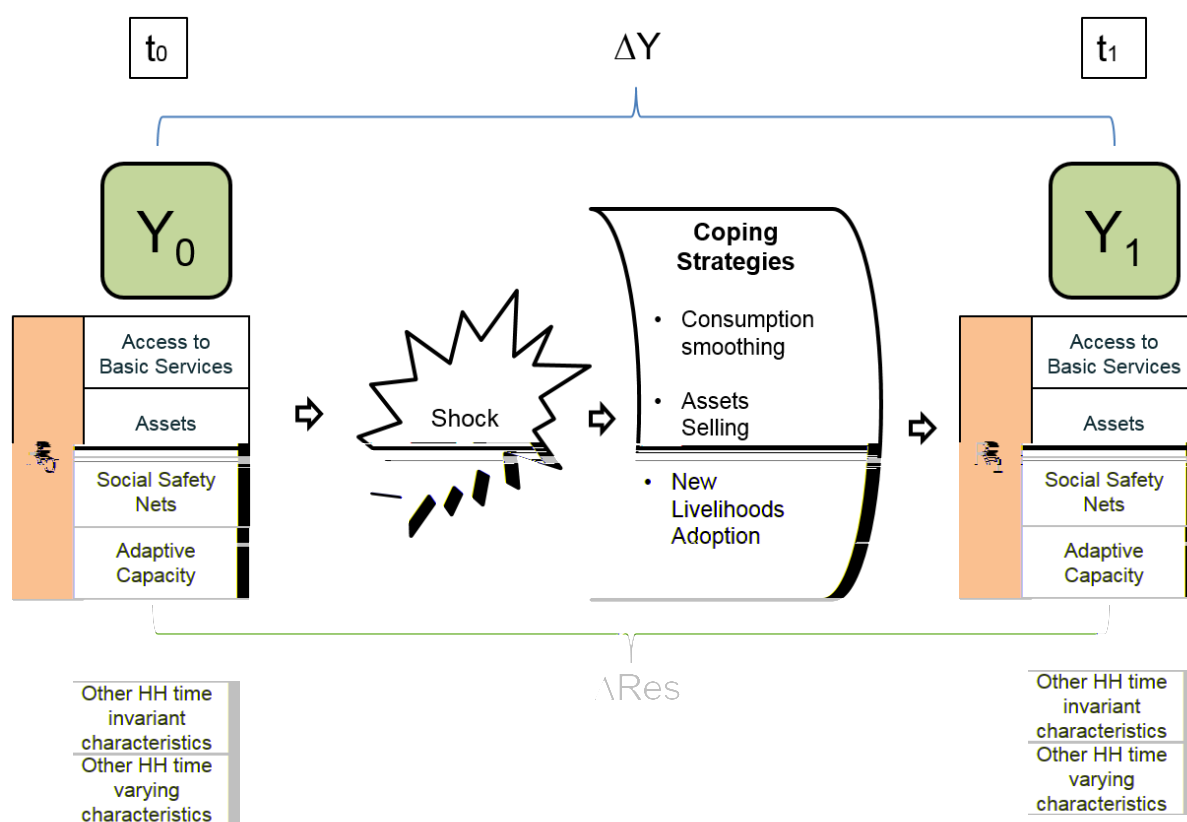 t0
ΔY
t1
Y0
Access to
Basic Services
Assets
Social Safety
Nets
Adaptive
Capacity
Shock
Coping
Strategies
• Consumption
smoothing
• Assets
Selling
• New
Livelihoods
Adoption
Y1
Access to
Basic Services
Assets
Social Safety
Nets
Adaptive
Capacity
ΔRes
Other HH time
invariant
characteristics
Other HH time
varying
characteristics
Other HH time
invariant
characteristics
Other HH time
varying
characteristics